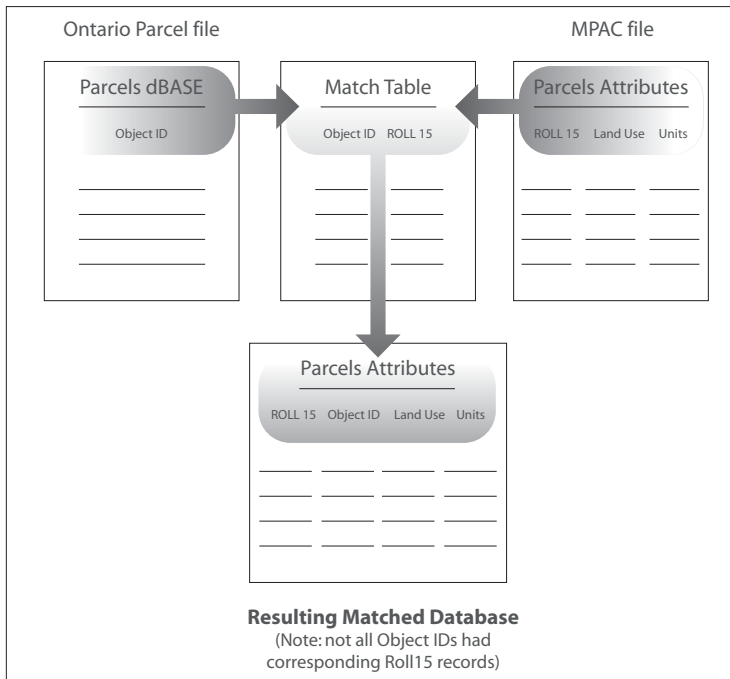 Ontario Parcel file
MPAC file
Parcels dBASE
Object ID
Match Table
Object ID ROLL 15
Parcels Attributes
ROLL 15 Land Use Units
Parcels Attributes
ROLL 15 Object ID Land Use Units
Resulting Matched Database
(Note: not all Object IDs had
corresponding Roll15 records)